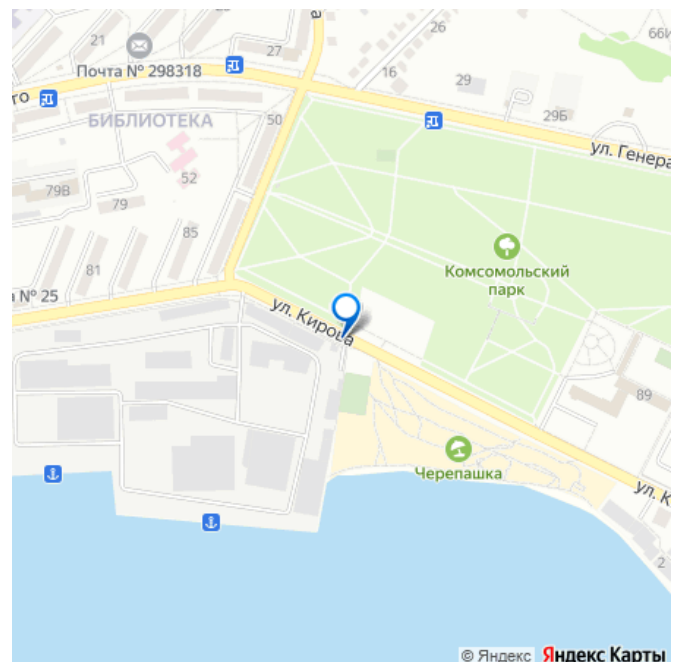 а
26
66И
21
27
Почта № 298318
16
29
го
29Б
БИБЛИОТЕКА
50
ул. Генера
52
79В
79
85
Комсомольский
парк
81
а № 25
ул. Кирова
89
Черепашка
ул. К
2
© Яндекс Яндекс Карты